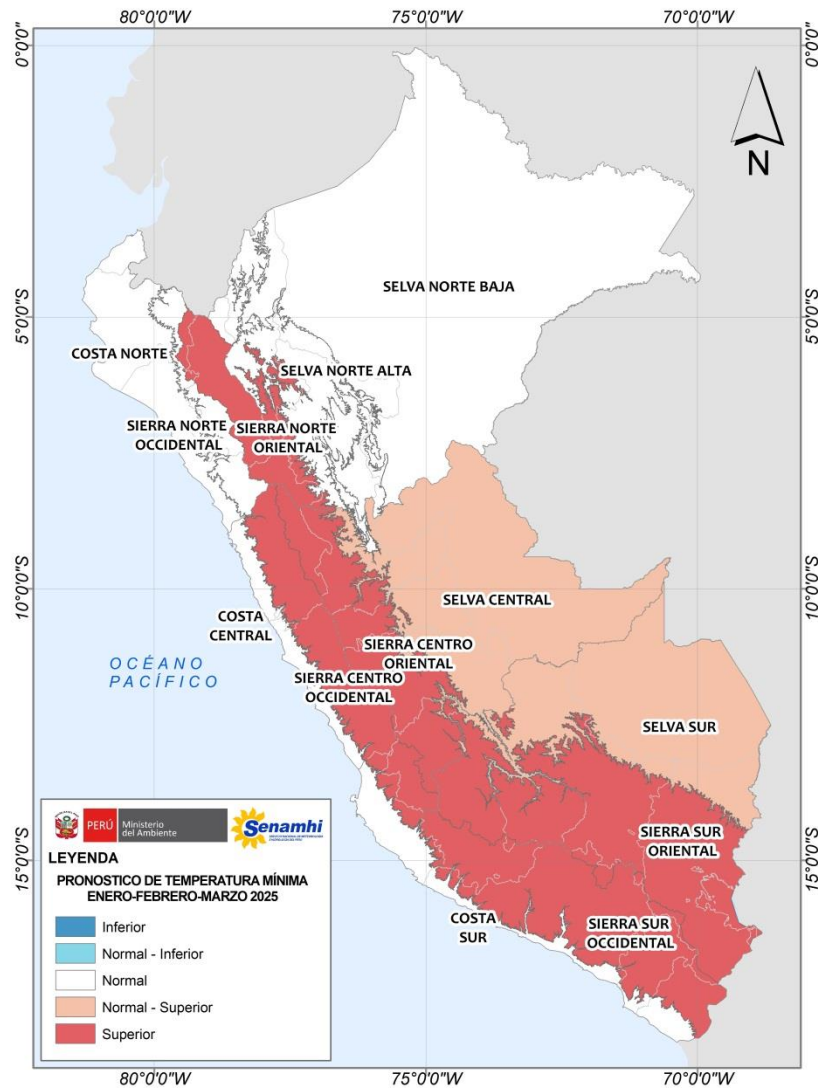 80°0'0"W
75°0'0"W
70°0'0"W
0°0'0"
0°0'0"
N
SELVA NORTE BAJA
5°0'0"S
5°0'0"S
COSTA NORTE
SELVA NORTE ALTA
SIERRA NORTE
OCCIDENTAL
SIERRA NORTE
ORIENTAL
10°0'0"S
10°0'0"S
SELVA CENTRAL
COSTA
CENTRAL
SIERRA CENTRO
ORIENTAL
OCÉANO
PACÍFICO
SIERRA CENTRO
OCCIDENTAL
SELVA SUR
PERÚ
Ministerio
del Ambiente
Senamhi
LEYENDA
PRONOSTICO DE TEMPERATURA MÍNIMA
ENERO-FEBRERO-MARZO 2025
Inferior
Normal - Inferior
Normal
Normal - Superior
Superior
SIERRA SUR
ORIENTAL
15°0'0"S
15°0'0"S
COSTA
SUR
SIERRA SUR
OCCIDENTAL
80°0'0"W
75°0'0"W
70°0'0"W